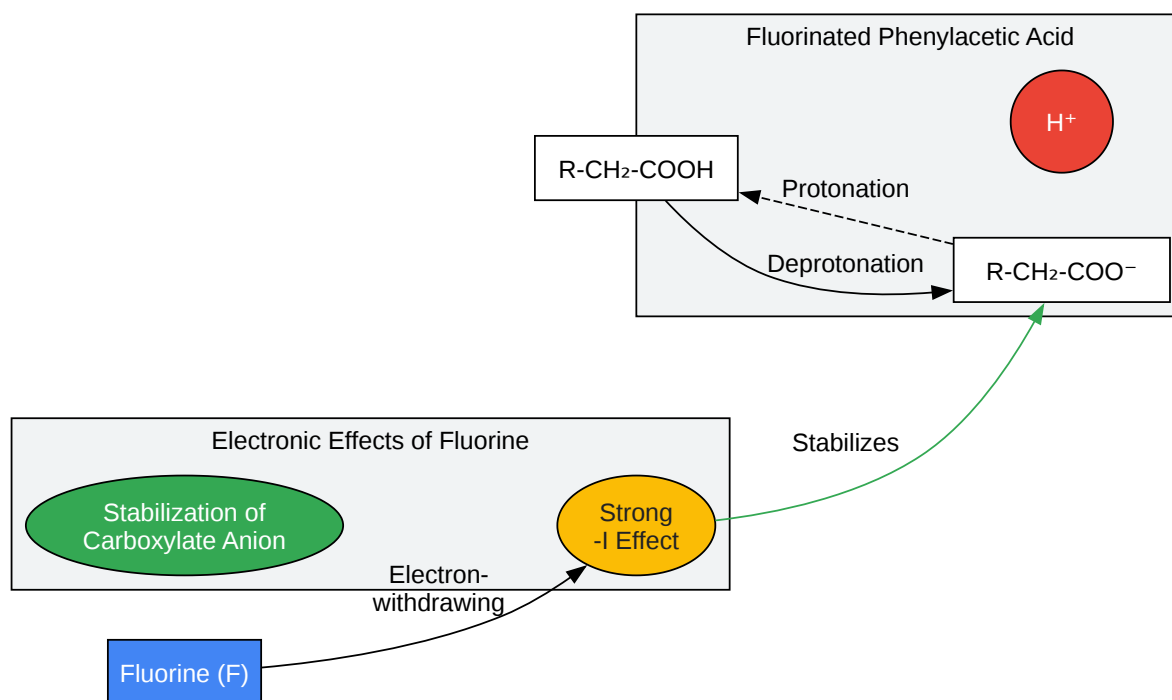 Fluorinated Phenylacetic Acid
H⁺
R-CH₂-COOH
Protonation
Deprotonation
R-CH₂-COO⁻
Electronic Effects of Fluorine
Stabilizes
Stabilization of
Carboxylate Anion
Strong
-I Effect
Electron-
withdrawing
Fluorine (F)